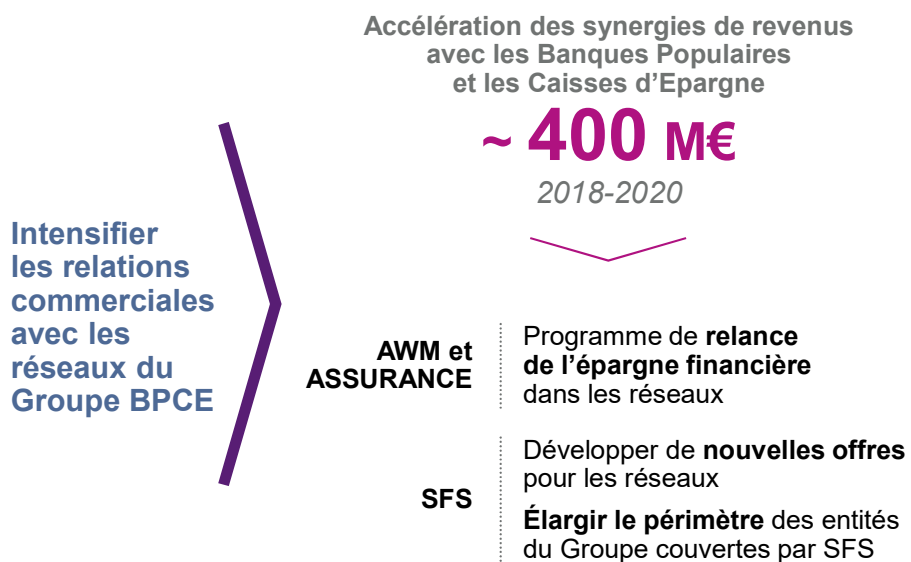 Accélération des synergies de revenus
avec les Banques Populaires
et les Caisses d'Epargne
~ 400 M€
2018-2020
Intensifier
les relations
commerciales
avec les
réseaux du
Groupe BPCE
AWM et
ASSURANCE
Programme de relance
de l'épargne financière
dans les réseaux
SFS
Développer de nouvelles offres
pour les réseaux
Élargir le périmètre des entités
du Groupe couvertes par SFS